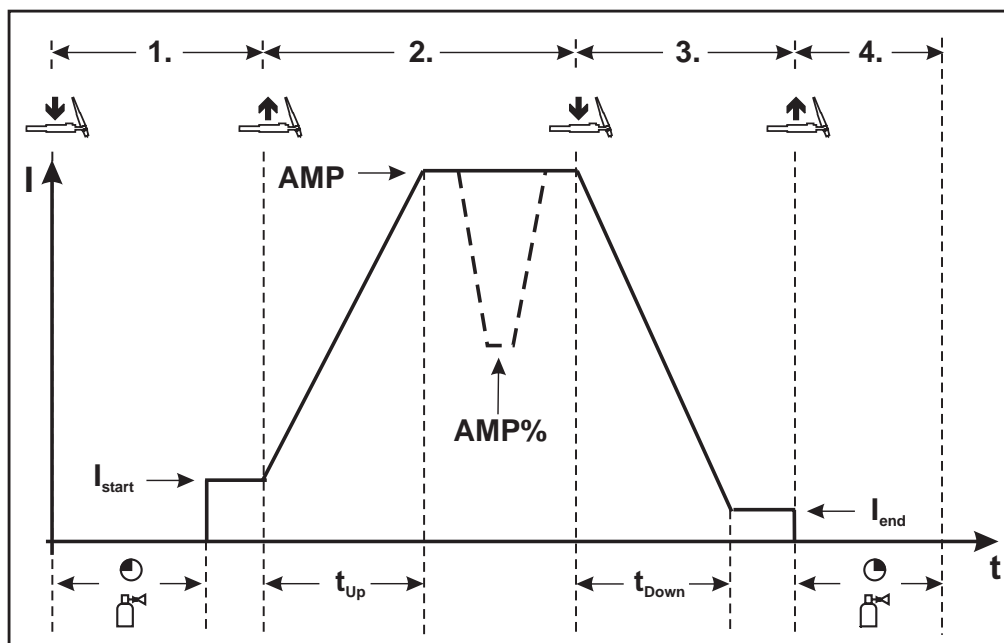 1. 2. 3. 4.
I
AMP
AMP%
Istart
Iend
t
tUp tDown